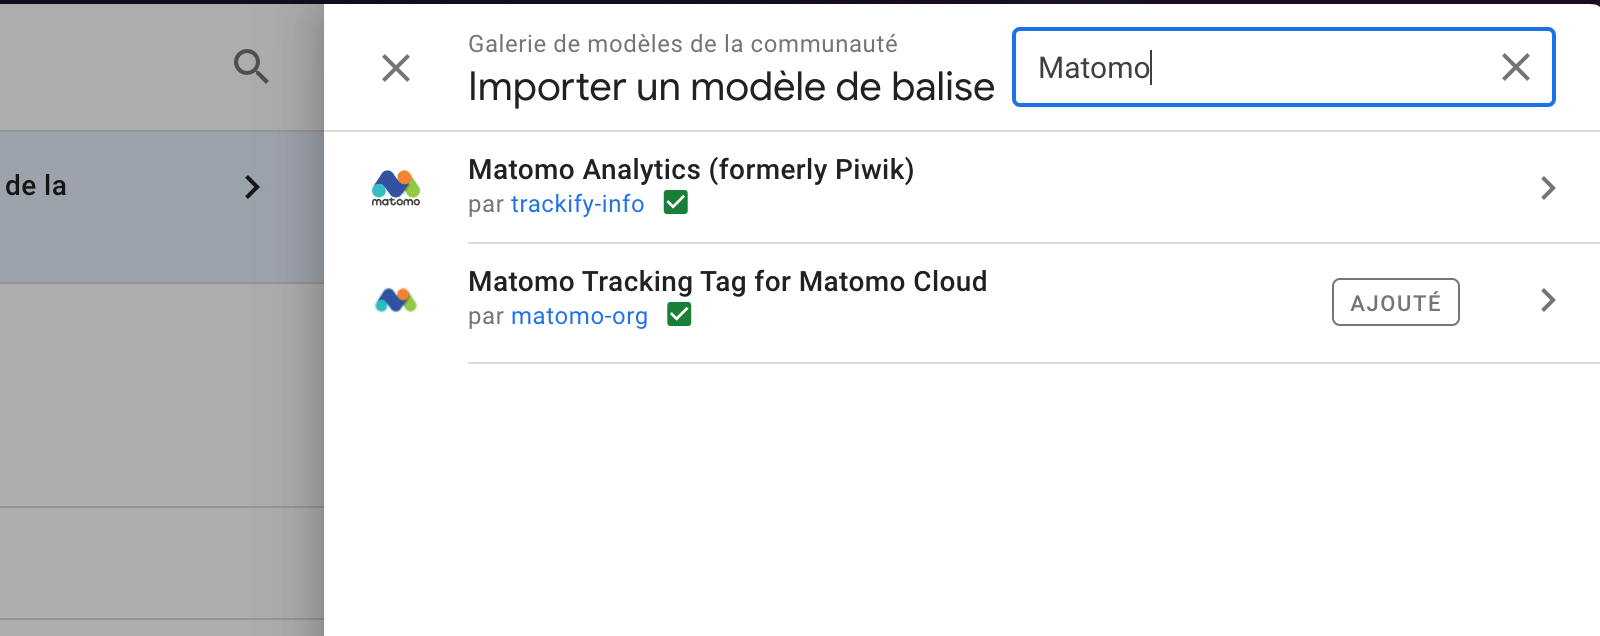 de la
Galerie de modèles de la communauté
Importer un modèle de balise
Matomo
matomo
Matomo Analytics (formerly Piwik)
par trackify-info
Matomo Tracking Tag for Matomo Cloud
par matomo-org
AJOUTÉ